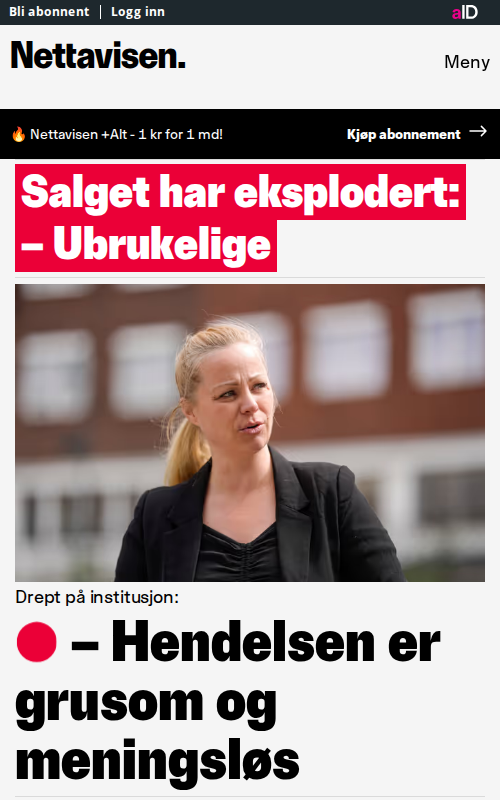 Bli abonnent | Logg inn
aID
Nettavisen.
Meny
🔥 Nettavisen +Alt - 1 kr for 1 md!
Kjøp abonnement →
Salget har eksplodert:
– Ubrukelige
Drept på institusjon:
– Hendelsen er
grusom og
meningsløs